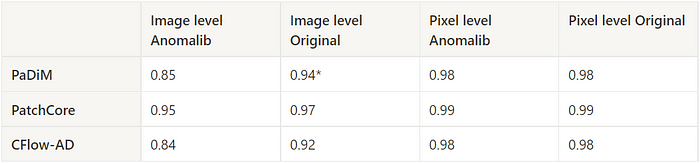 Image level Anomalib Image level Original Pixel level Anomalib Pixel level Original
PaDiM 0.85 0.94* 0.98 0.98
PatchCore 0.95 0.97 0.99 0.99
CFlow-AD 0.84 0.92 0.98 0.98